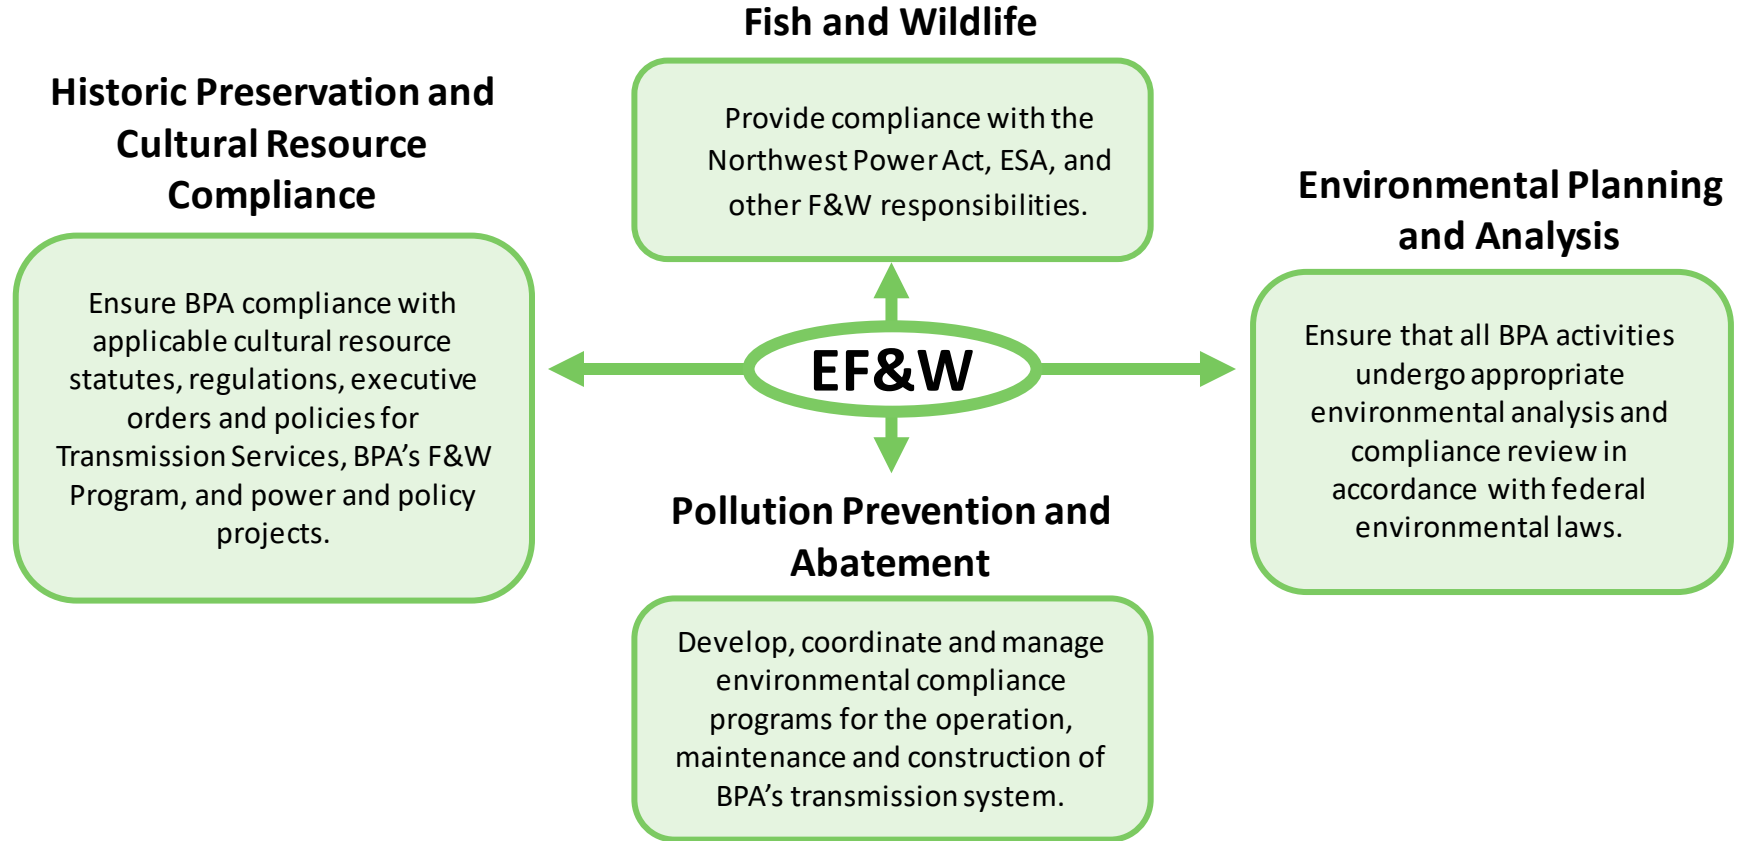 Fish and Wildlife
Provide compliance with the
Northwest Power Act, ESA, and
other F&W responsibilities.
Historic Preservation and
Cultural Resource
Compliance
Ensure BPA compliance with
applicable cultural resource
statutes, regulations, executive
orders and policies for
Transmission Services, BPA’s F&W
Program, and power and policy
projects.
EF&W
Environmental Planning
and Analysis
Ensure that all BPA activities
undergo appropriate
environmental analysis and
compliance review in
accordance with federal
environmental laws.
Pollution Prevention and
Abatement
Develop, coordinate and manage
environmental compliance
programs for the operation,
maintenance and construction of
BPA’s transmission system.